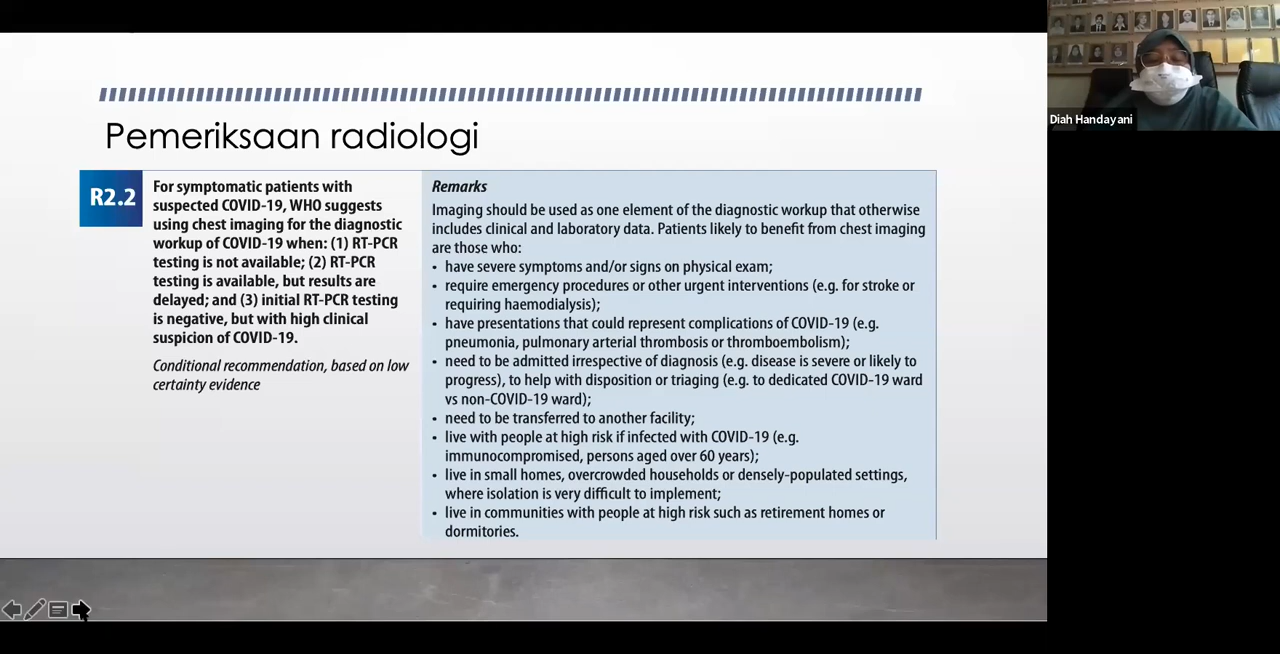 Pemeriksaan radiologi
R2.2
For symptomatic patients with
suspected COVID-19, WHO suggests
using chest imaging for the diagnostic
workup of COVID-19 when: (1) RT-PCR
testing is not available; (2) RT-PCR
testing is available, but results are
delayed; and (3) initial RT-PCR testing
is negative, but with high clinical
suspicion of COVID-19.
Conditional recommendation, based on low
certainty evidence
Remarks
Imaging should be used as one element of the diagnostic workup that otherwise
includes clinical and laboratory data. Patients likely to benefit from chest imaging
are those who:
• have severe symptoms and/or signs on physical exam;
• require emergency procedures or other urgent interventions (e.g. for stroke or
requiring haemodialysis);
• have presentations that could represent complications of COVID-19 (e.g.
pneumonia, pulmonary arterial thrombosis or thromboembolism);
• need to be admitted irrespective of diagnosis (e.g. disease is severe or likely to
progress), to help with disposition or triaging (e.g. to dedicated COVID-19 ward
vs non-COVID-19 ward);
• need to be transferred to another facility;
• live with people at high risk if infected with COVID-19 (e.g.
immunocompromised, persons aged over 60 years);
• live in small homes, overcrowded households or densely-populated settings,
where isolation is very difficult to implement;
• live in communities with people at high risk such as retirement homes or
dormitories.
Diah Handayani